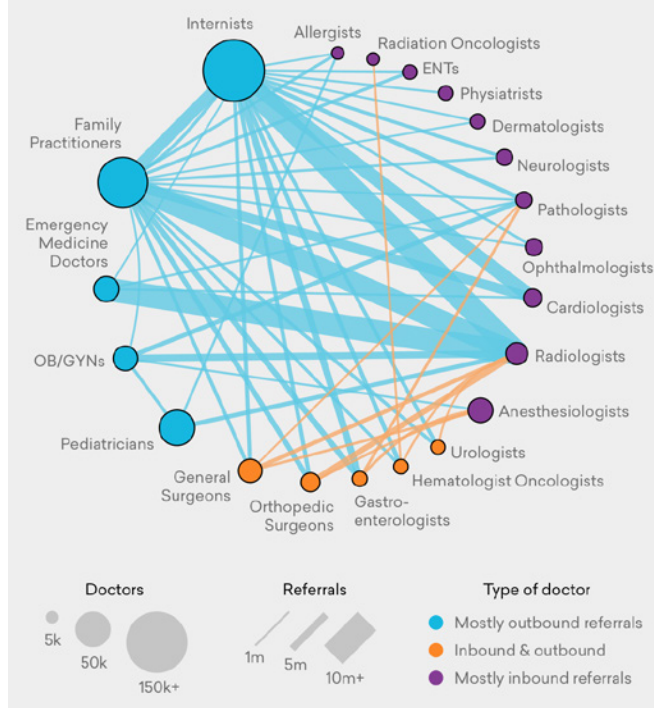 Internists
Allergists
Radiation Oncologists
ENTs
Physiatrists
Family
Practitioners
Dermatologists
Neurologists
Pathologists
Emergency
Medicine
Doctors
Ophthalmologists
Cardiologists
OB/GYNs
Radiologists
Anesthesiologists
Pediatricians
Urologists
General
Surgeons
Hematologist Oncologists
Orthopedic
Surgeons
Gastro-
enterologists
Doctors
5k
50k
150k+
Referrals
1m
5m
10m+
Type of doctor
Mostly outbound referrals
Inbound & outbound
Mostly inbound referrals